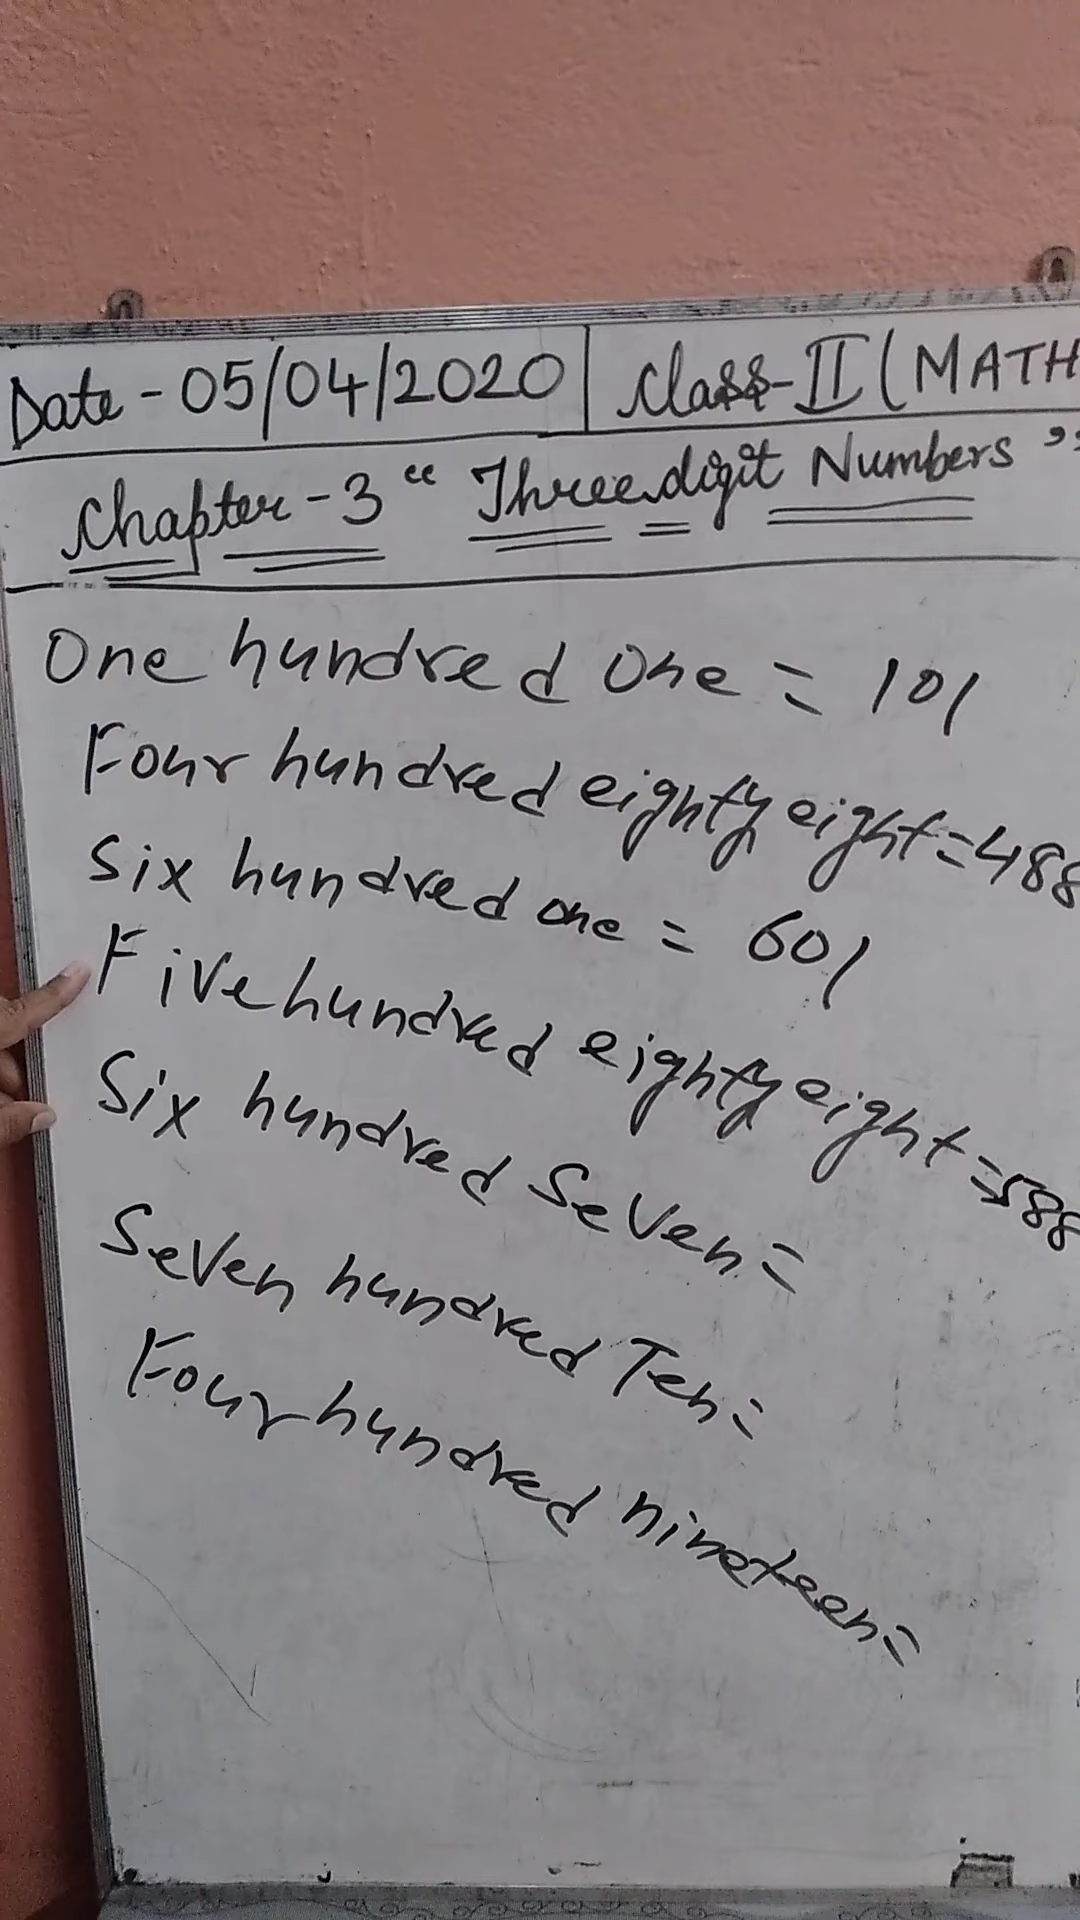 Date - 05/04/2020 | Class-II (MATH
Chapter-3 “ Three digit Numbers ”
One hundred one = 101
Four hundred eighty eight=488
Six hundred one = 601
Five hundred eighty eight=588
Six hundred Seven=
Seven hundred Ten=
Four hundred nineteen=